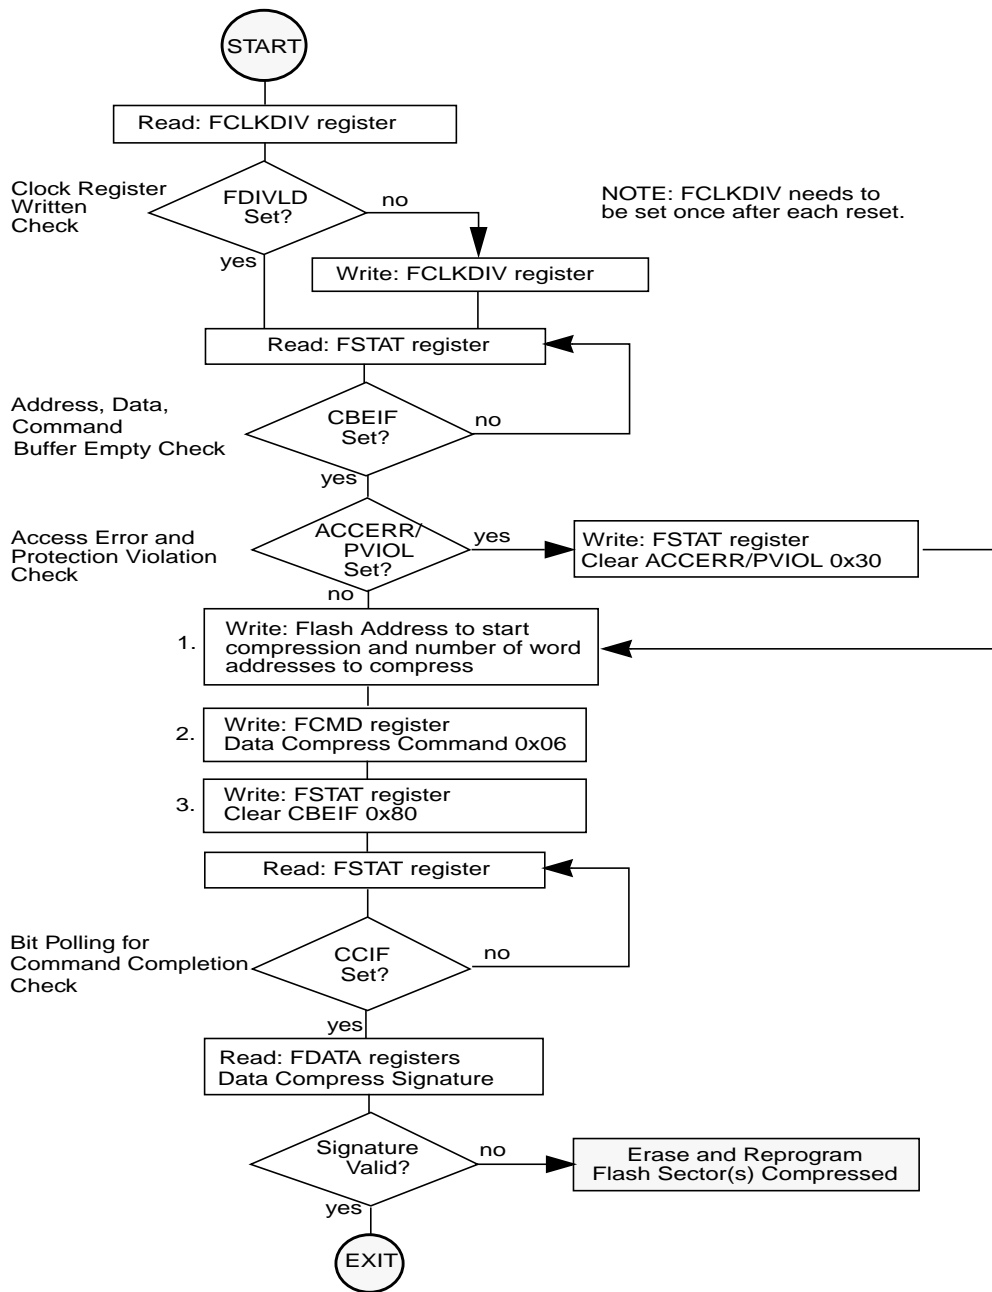 START
Read: FCLKDIV register
Clock Register
Written
Check
FDIVLD
Set?
no
yes
NOTE: FCLKDIV needs to
be set once after each reset.
Write: FCLKDIV register
Read: FSTAT register
Address, Data,
Command
Buffer Empty Check
CBEIF
Set?
no
yes
Access Error and
Protection Violation
Check
ACCERR/
PVIOL
Set?
yes
no
Write: FSTAT register
Clear ACCERR/PVIOL 0x30
1.
Write: Flash Address to start
compression and number of word
addresses to compress
2.
Write: FCMD register
Data Compress Command 0x06
3.
Write: FSTAT register
Clear CBEIF 0x80
Read: FSTAT register
Bit Polling for
Command Completion
Check
CCIF
Set?
no
yes
Read: FDATA registers
Data Compress Signature
Signature
Valid?
no
yes
Erase and Reprogram
Flash Sector(s) Compressed
EXIT